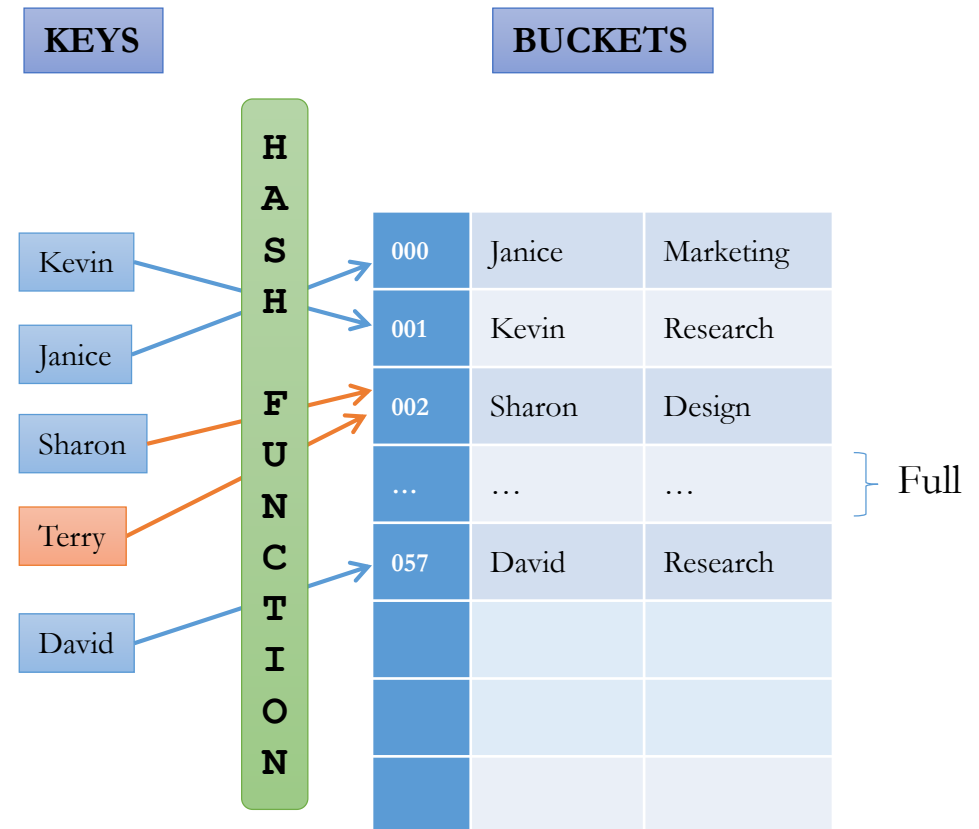 KEYS
BUCKETS
HASH FUNCTION
Kevin
Janice
Sharon
Terry
David
000 Janice Marketing
001 Kevin Research
002 Sharon Design
... ... ...
Full
057 David Research